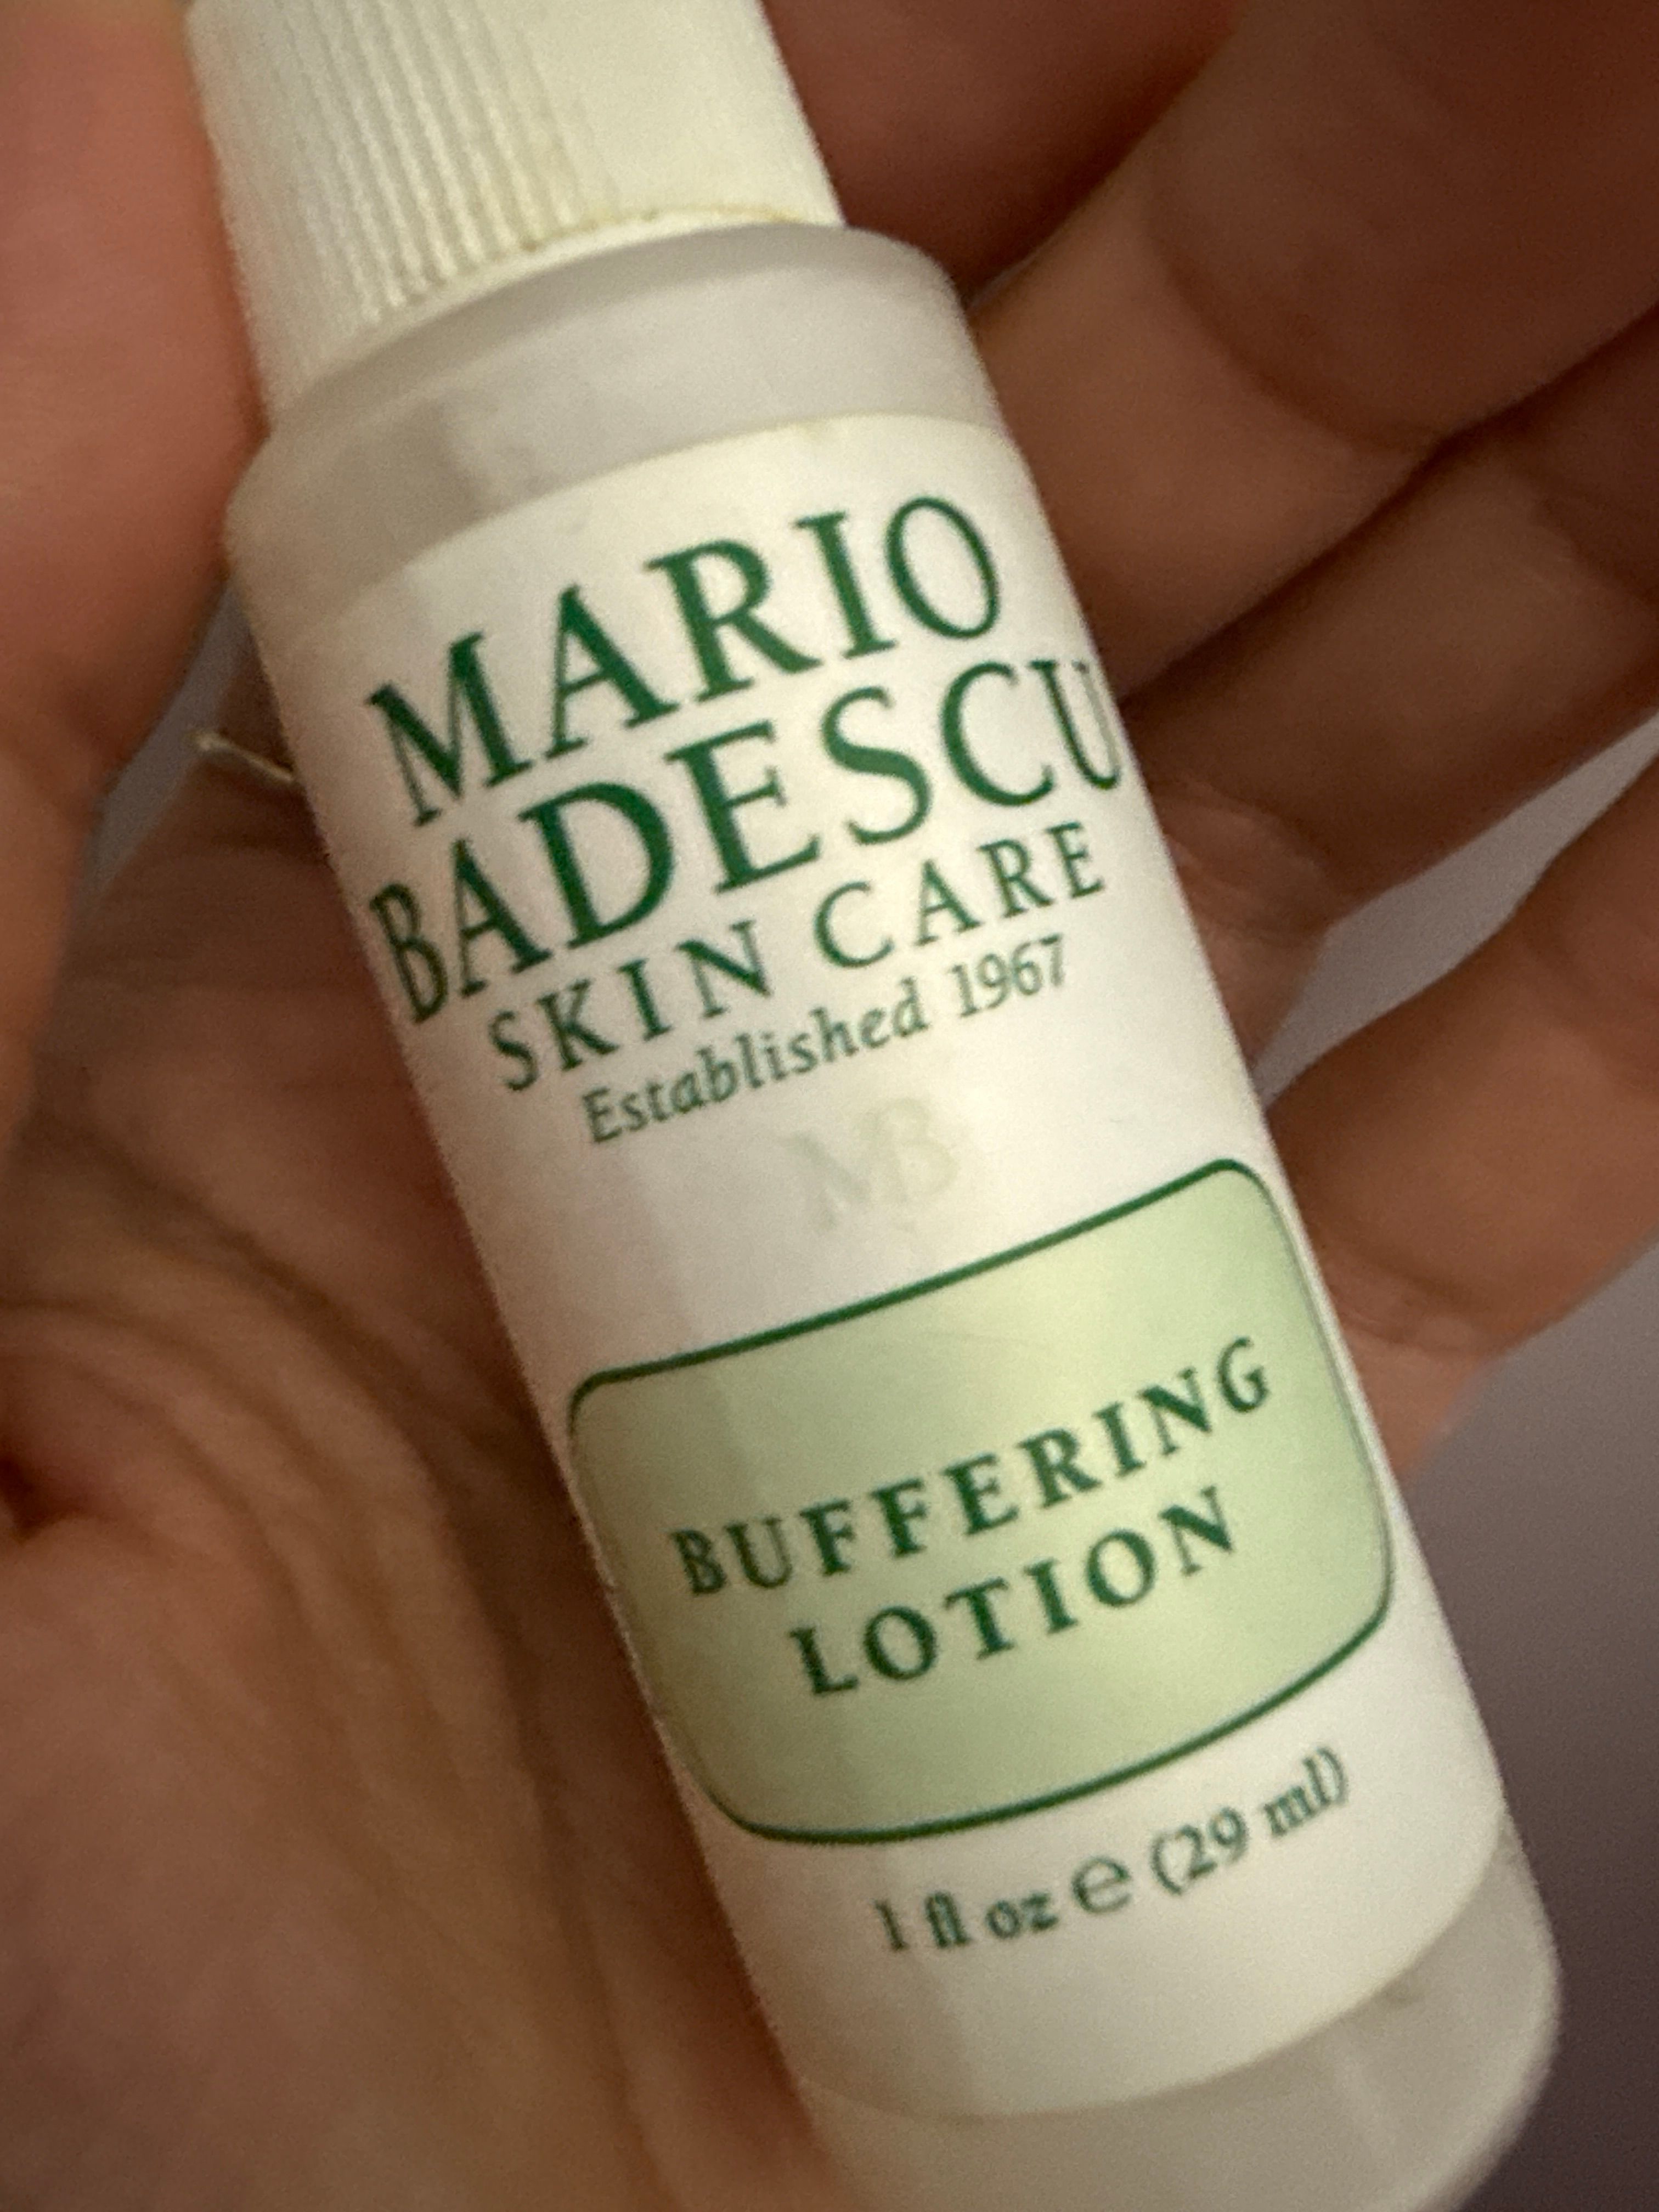 MARIO
BADESCU
SKIN CARE
Established 1967
MB
BUFFERING
LOTION
1 fl oz ℮ (29 ml)